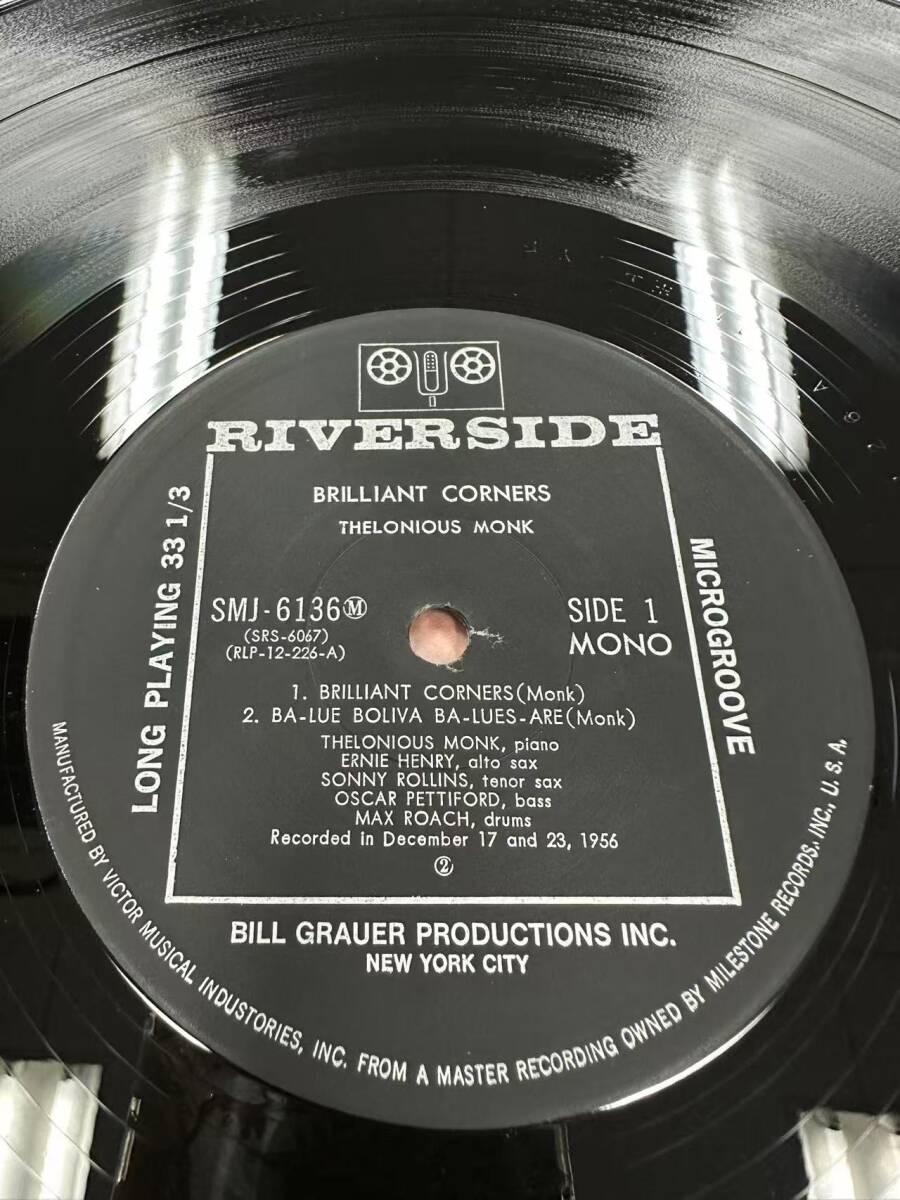 RIVERSIDE
BRILLIANT CORNERS
THELONIOUS MONK
LONG PLAYING 33 1/3
MICROGROOVE
SMJ-6136Ⓜ
(SRS-6067)
(RLP-12-226-A)
SIDE 1
MONO
1. BRILLIANT CORNERS(Monk)
2. BA-LUE BOLIVA BA-LUES-ARE(Monk)
THELONIOUS MONK, piano
ERNIE HENRY, alto sax
SONNY ROLLINS, tenor sax
OSCAR PETTIFORD, bass
MAX ROACH, drums
Recorded in December 17 and 23, 1956
②
BILL GRAUER PRODUCTIONS INC.
NEW YORK CITY
MANUFACTURED BY VICTOR MUSICAL INDUSTORIES, INC. FROM A MASTER RECORDING OWNED BY MILESTONE RECORDS, INC., U. S. A.